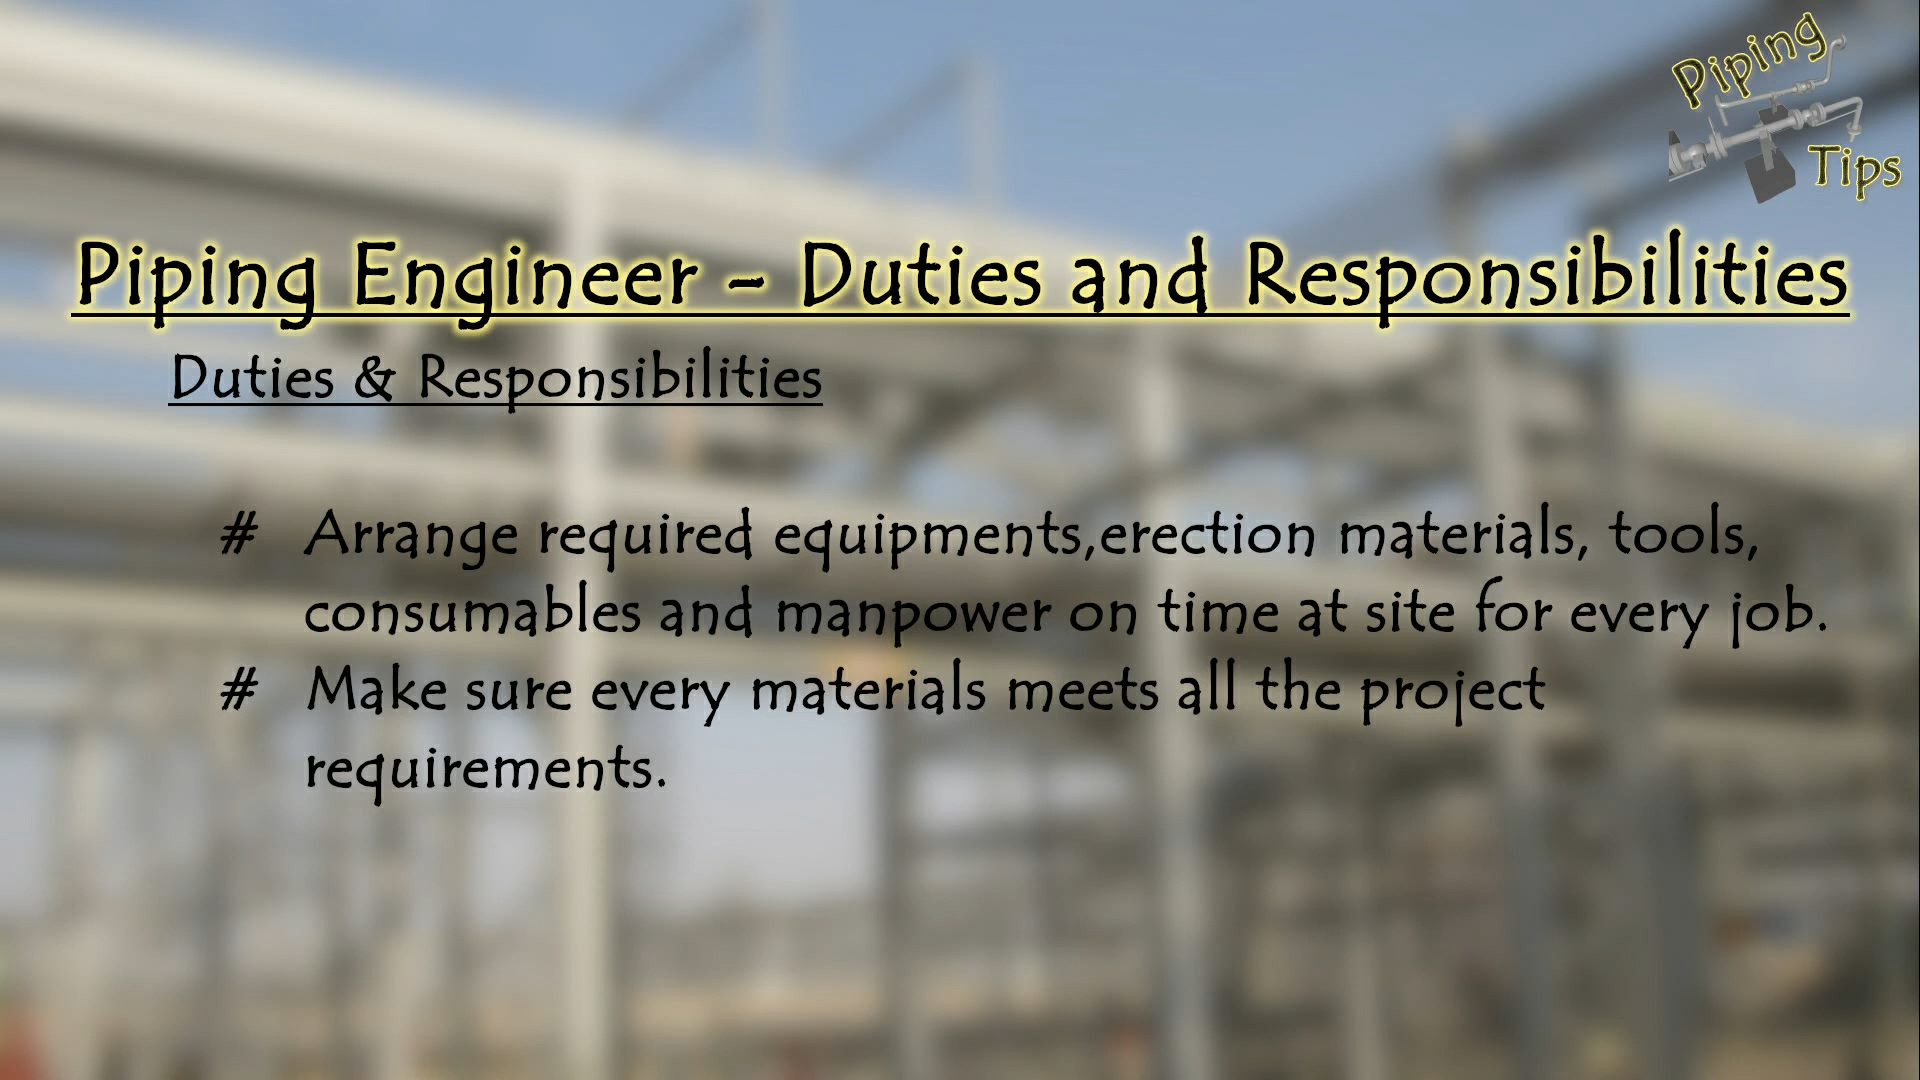 Piping
Tips
Piping Engineer - Duties and Responsibilities
Duties & Responsibilities
# Arrange required equipments,erection materials, tools,
consumables and manpower on time at site for every job.
# Make sure every materials meets all the project
requirements.